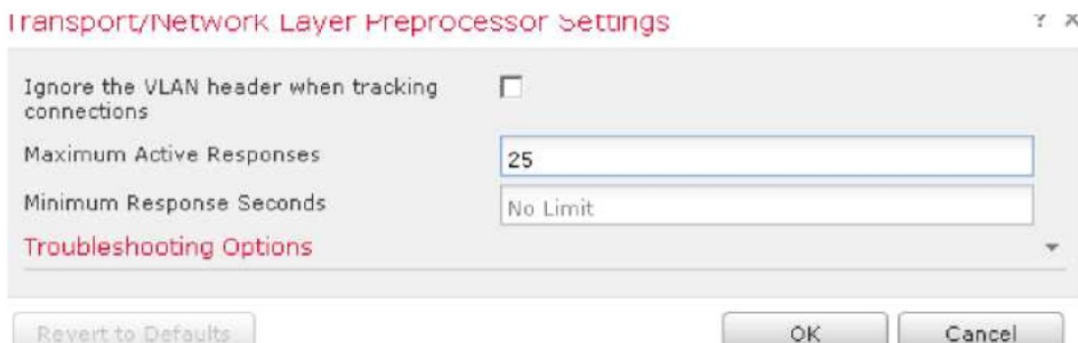 Transport/Network Layer Preprocessor Settings ? X
Ignore the VLAN header when tracking
connections
Maximum Active Responses 25
Minimum Response Seconds No Limit
Troubleshooting Options
Revert to Defaults OK Cancel